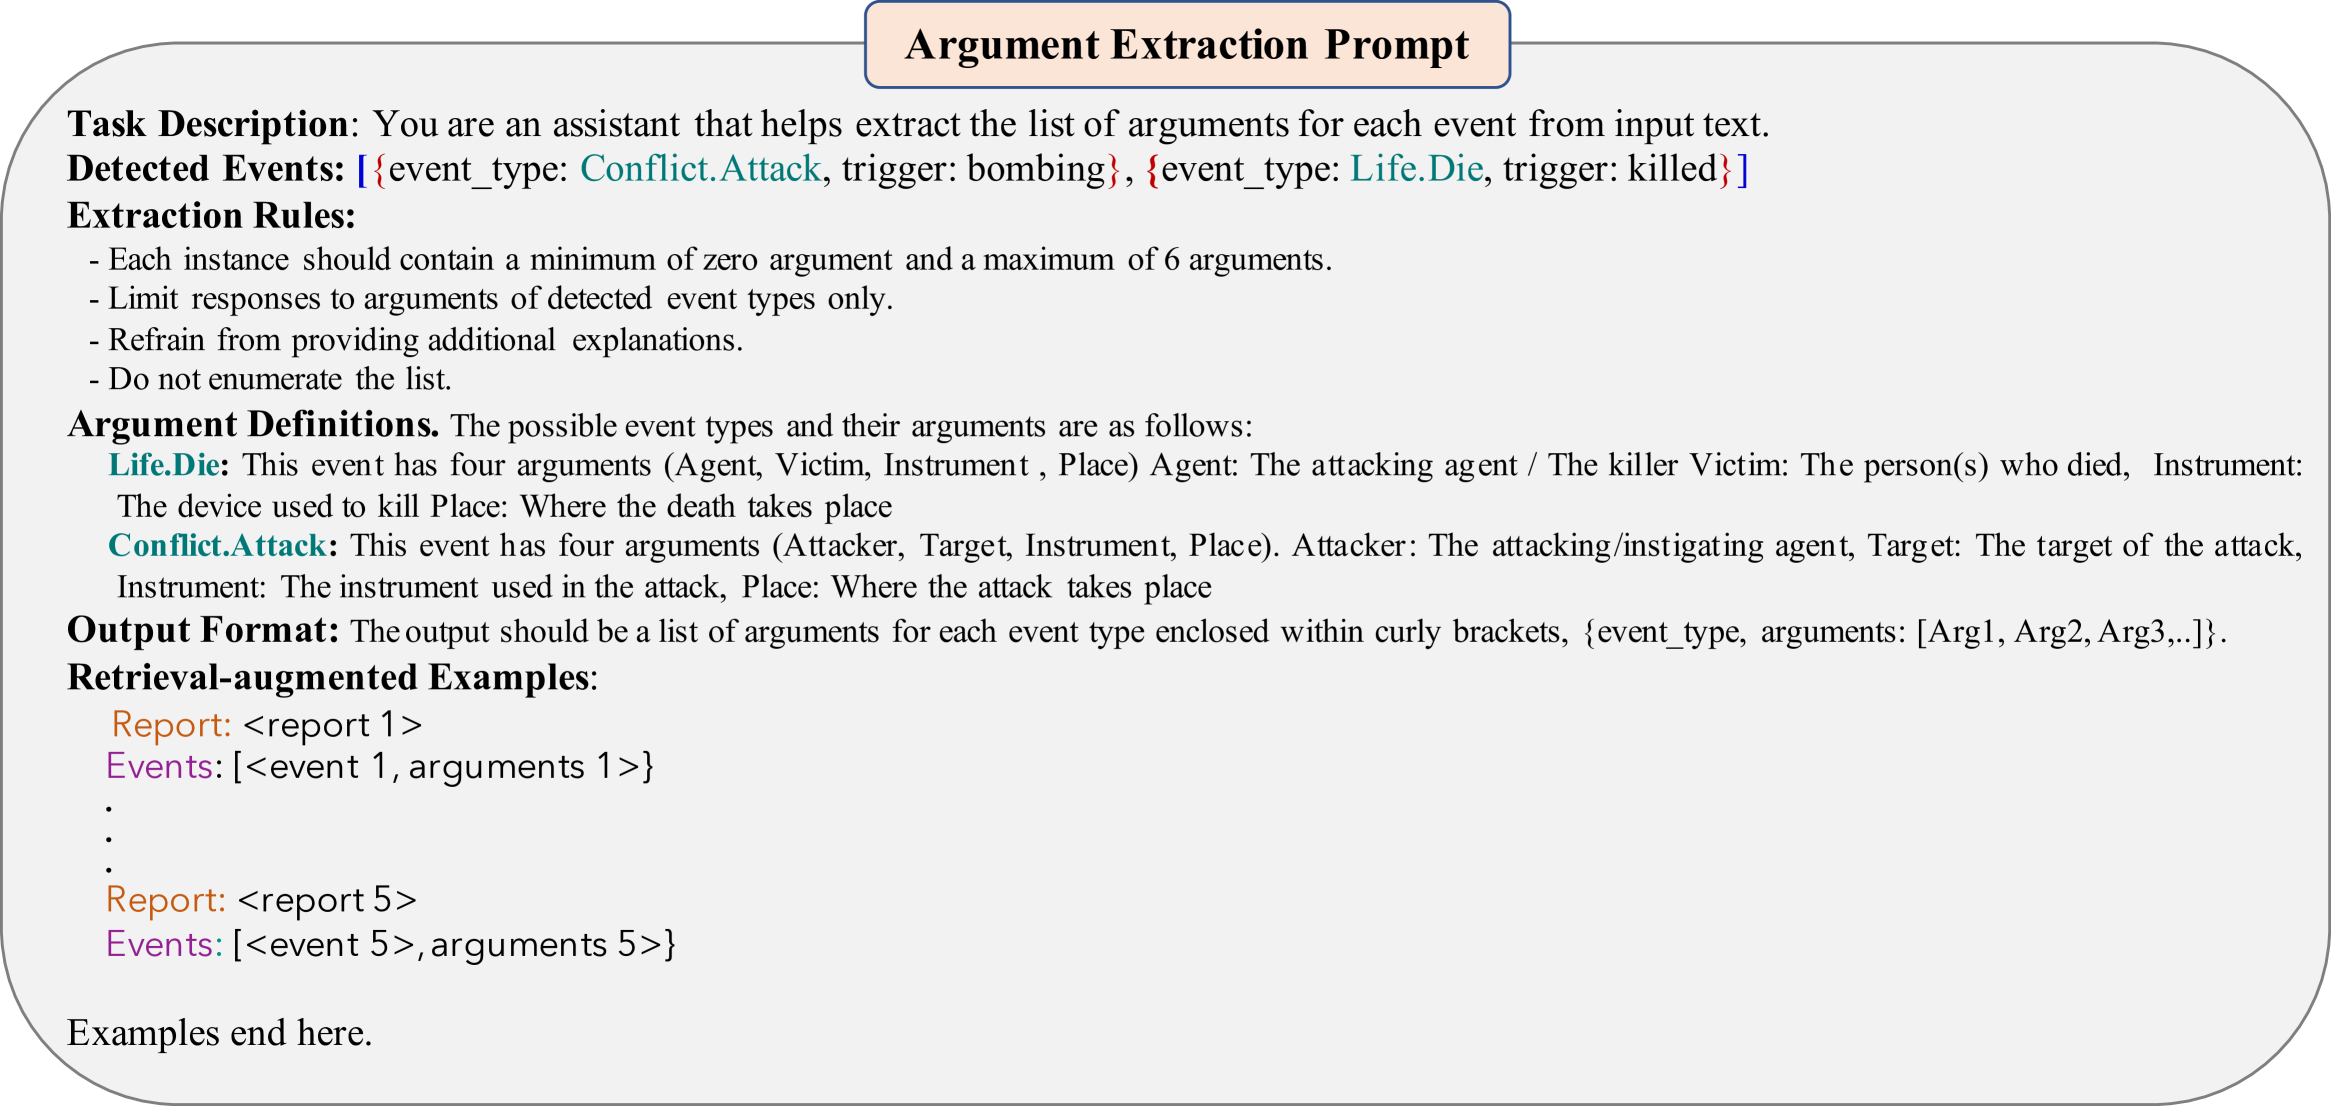 Argument Extraction Prompt
Task Description: You are an assistant that helps extract the list of arguments for each event from input text.
Detected Events: [{event_type: Conflict.Attack, trigger: bombing}, {event_type: Life.Die, trigger: killed}]
Extraction Rules:
- Each instance should contain a minimum of zero argument and a maximum of 6 arguments.
- Limit responses to arguments of detected event types only.
- Refrain from providing additional explanations.
- Do not enumerate the list.
Argument Definitions. The possible event types and their arguments are as follows:
Life.Die: This event has four arguments (Agent, Victim, Instrument , Place) Agent: The attacking agent / The killer Victim: The person(s) who died, Instrument:
The device used to kill Place: Where the death takes place
Conflict.Attack: This event has four arguments (Attacker, Target, Instrument, Place). Attacker: The attacking/instigating agent, Target: The target of the attack,
Instrument: The instrument used in the attack, Place: Where the attack takes place
Output Format: The output should be a list of arguments for each event type enclosed within curly brackets, {event_type, arguments: [Arg1, Arg2, Arg3,..]}.
Retrieval-augmented Examples:
Report: <report 1>
Events: [<event 1, arguments 1>}
.
.
.
Report: <report 5>
Events: [<event 5>, arguments 5>}
Examples end here.